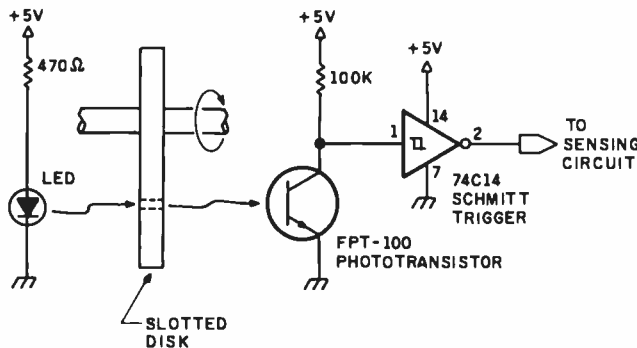 +5V
470Ω
LED
SLOTTED
DISK
+5V
100K
FPT-100
PHOTOTRANSISTOR
+5V
14
1
2
7
74C14
SCHMITT
TRIGGER
TO
SENSING
CIRCUIT